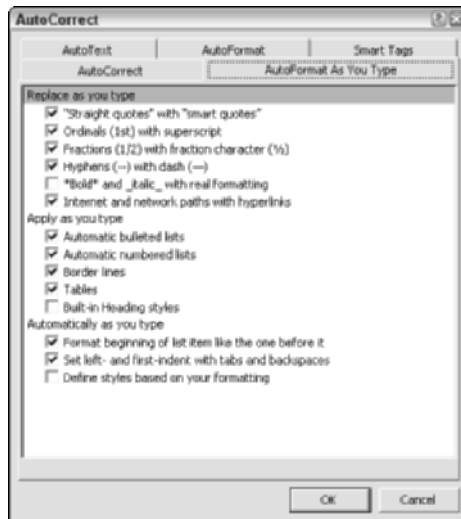 AutoCorrect
AutoText AutoFormat Smart Tags
AutoCorrect AutoFormat As You Type
Replace as you type
"Straight quotes" with "smart quotes"
Ordinals (1st) with superscript
Fractions (1/2) with fraction character (½)
Hyphens (--) with dash (—)
*Bold* and _italic_ with real formatting
Internet and network paths with hyperlinks
Apply as you type
Automatic bulleted lists
Automatic numbered lists
Border lines
Tables
Built-in Heading styles
Automatically as you type
Format beginning of list item like the one before it
Set left- and first-indent with tabs and backspaces
Define styles based on your formatting
OK Cancel